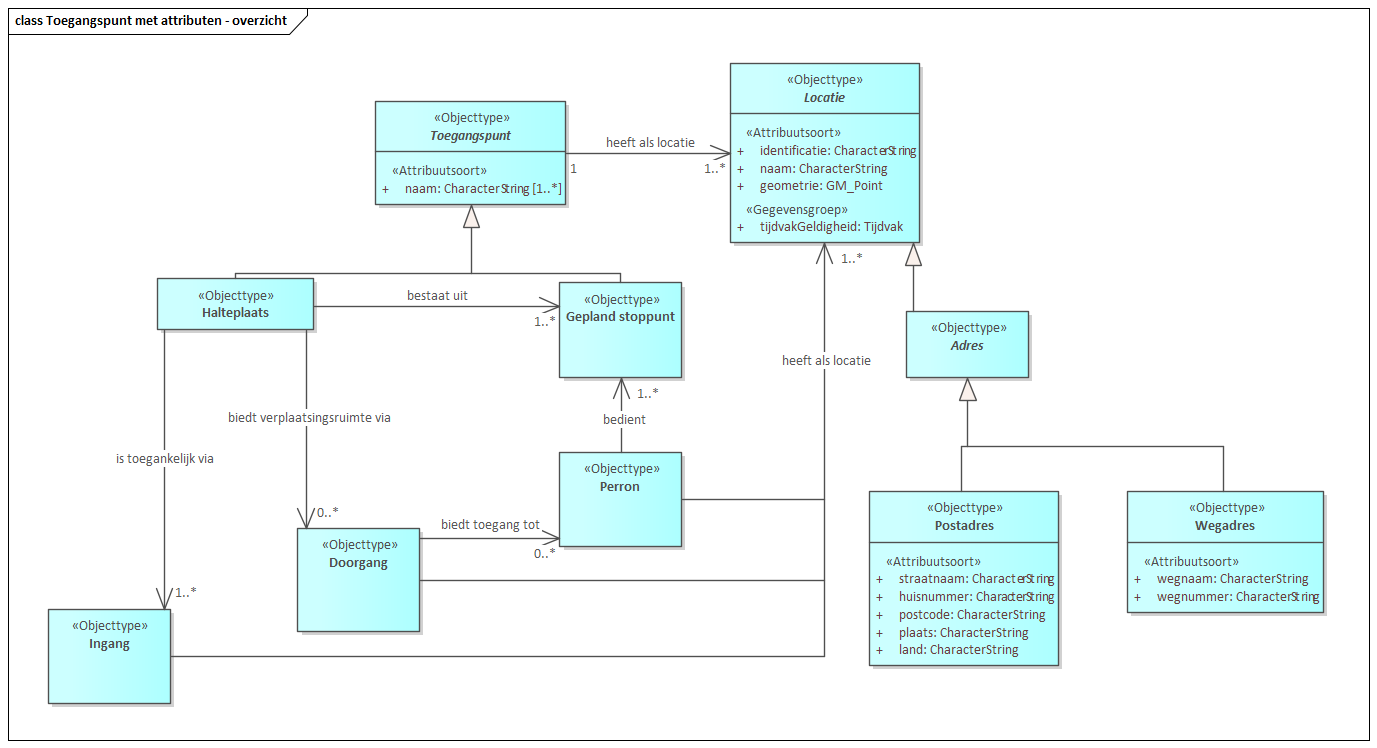 class Toegangspunt met attributen - overzicht
«Objecttype»
Locatie
«Attribuutsoort»
+ identificatie: CharacterString
+ naam: CharacterString
+ geometrie: GM_Point
«Gegevensgroep»
+ tijdvakGeldigheid: Tijdvak
«Objecttype»
Toegangspunt
«Attribuutsoort»
+ naam: CharacterString [1..*]
heeft als locatie
1
1..*
«Objecttype»
Halteplaats
bestaat uit
1..*
«Objecttype»
Gepland stoppunt
1..*
heeft als locatie
«Objecttype»
Adres
1..*
bedient
biedt verplaatsingsruimte via
is toegankelijk via
«Objecttype»
Perron
0..*
biedt toegang tot
0..*
«Objecttype»
Doorgang
1..*
«Objecttype»
Ingang
«Objecttype»
Postadres
«Attribuutsoort»
+ straatnaam: CharacterString
+ huisnummer: CharacterString
+ postcode: CharacterString
+ plaats: CharacterString
+ land: CharacterString
«Objecttype»
Wegadres
«Attribuutsoort»
+ wegnaam: CharacterString
+ wegnummer: CharacterString